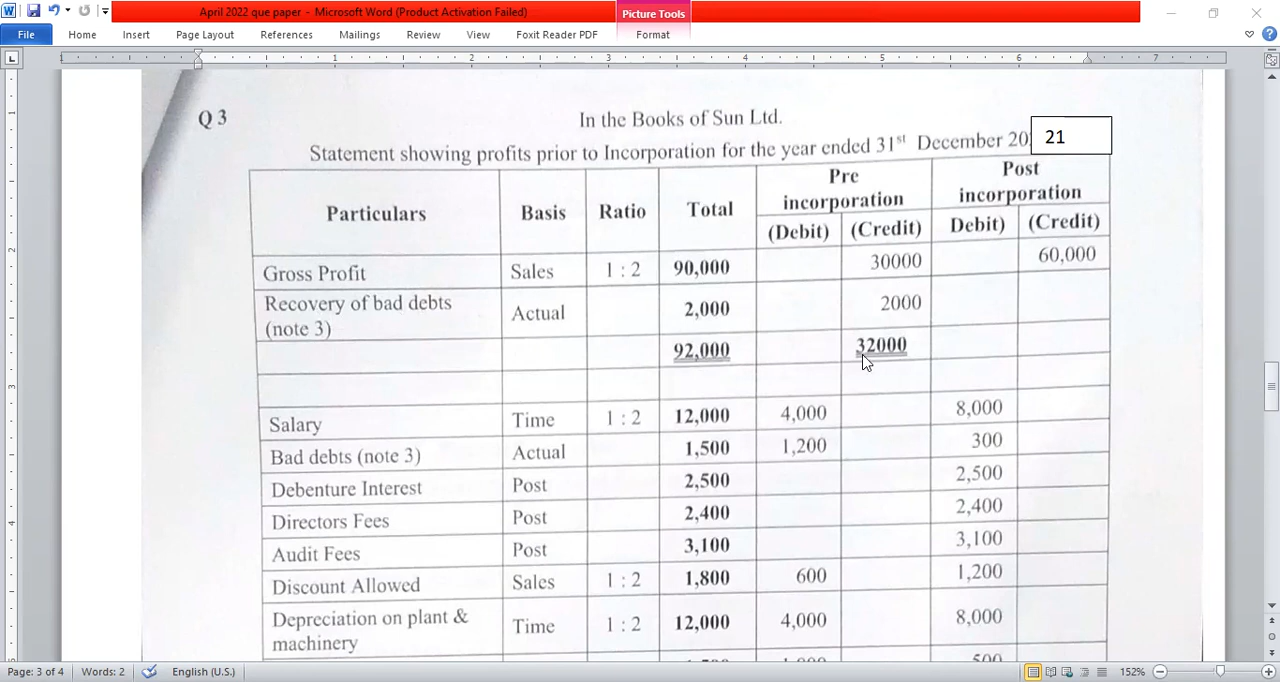 April 2022 que paper - Microsoft Word (Product Activation Failed)
Picture Tools
File Home Insert Page Layout References Mailings Review View Foxit Reader PDF Format
1 1 2 3 4 5 6 7
Q 3
In the Books of Sun Ltd.
Statement showing profits prior to Incorporation for the year ended 31st December 20 21
Particulars Basis Ratio Total Pre incorporation Post incorporation
(Debit) (Credit) Debit) (Credit)
Gross Profit Sales 1 : 2 90,000 30000 60,000
Recovery of bad debts (note 3) Actual 2,000 2000
92,000 32000
Salary Time 1 : 2 12,000 4,000 8,000
Bad debts (note 3) Actual 1,500 1,200 300
Debenture Interest Post 2,500 2,500
Directors Fees Post 2,400 2,400
Audit Fees Post 3,100 3,100
Discount Allowed Sales 1 : 2 1,800 600 1,200
Depreciation on plant & machinery Time 1 : 2 12,000 4,000 8,000
Page: 3 of 4 Words: 2 English (U.S.) 152%